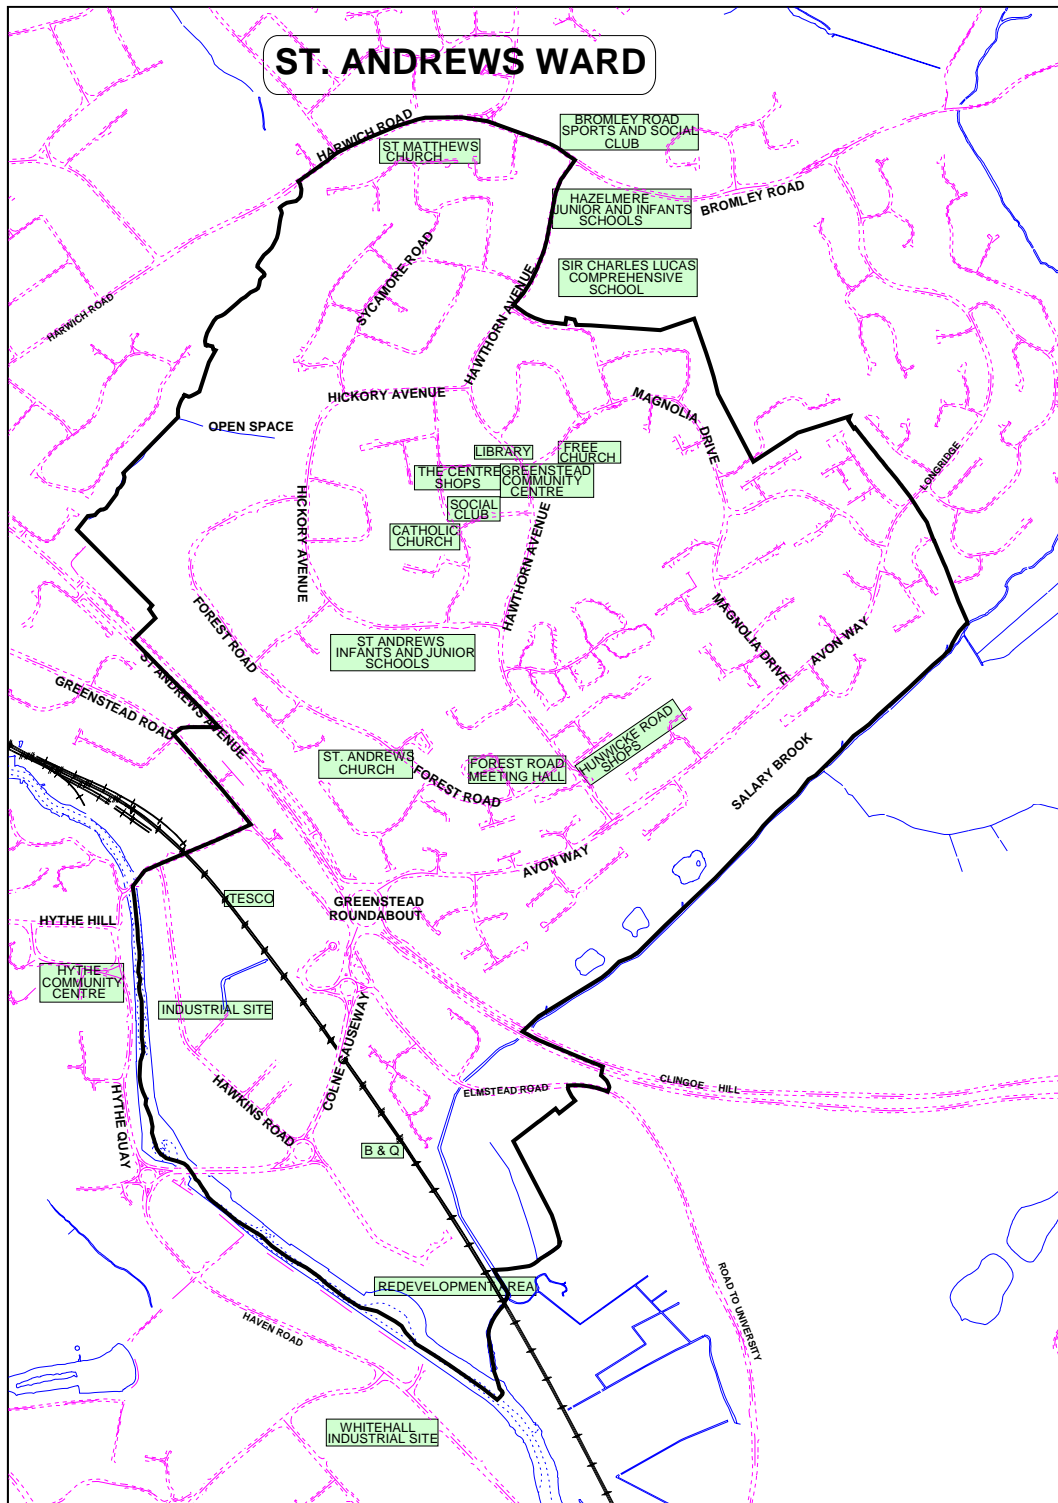 ST. ANDREWS WARD
HARWICH ROAD
ST MATTHEWS
CHURCH
BROMLEY ROAD
SPORTS AND SOCIAL
CLUB
HAZELMERE
JUNIOR AND INFANTS
SCHOOLS
BROMLEY ROAD
SIR CHARLES LUCAS
COMPREHENSIVE
SCHOOL
SYCAMORE ROAD
HAWTHORN AVENUE
HARWICH ROAD
HICKORY AVENUE
MAGNOLIA DRIVE
OPEN SPACE
LIBRARY
FREE
CHURCH
THE CENTRE
SHOPS
GREENSTEAD
COMMUNITY
CENTRE
LONGRIDGE
SOCIAL
CLUB
CATHOLIC
CHURCH
HICKORY AVENUE
HAWTHORN AVENUE
FOREST ROAD
ST ANDREWS
INFANTS AND JUNIOR
SCHOOLS
MAGNOLIA DRIVE
AVON WAY
ST ANDREWS AVENUE
GREENSTEAD ROAD
ST. ANDREWS
CHURCH
FOREST ROAD
FOREST ROAD
MEETING HALL
HUNWICKE ROAD
SHOPS
SALARY BROOK
AVON WAY
TESCO
GREENSTEAD
ROUNDABOUT
HYTHE HILL
HYTHE
COMMUNITY
CENTRE
INDUSTRIAL SITE
COLNE CAUSEWAY
HAWKINS ROAD
HYTHE QUAY
ELMSTEAD ROAD
CLINGOE HILL
B & Q
REDEVELOPMENT AREA
ROAD TO UNIVERSITY
HAVEN ROAD
WHITEHALL
INDUSTRIAL SITE